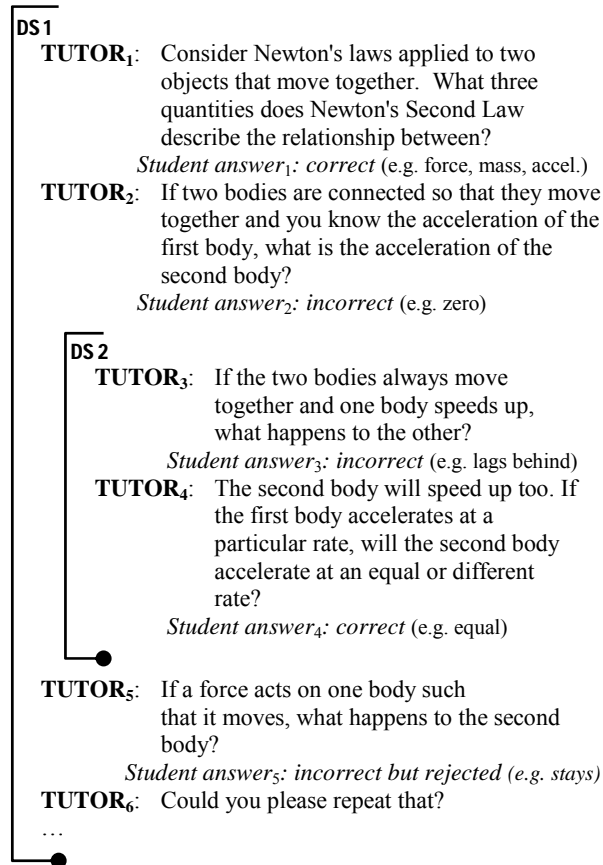 DS 1
TUTOR₁: Consider Newton's laws applied to two
objects that move together. What three
quantities does Newton's Second Law
describe the relationship between?
Student answer₁: correct (e.g. force, mass, accel.)
TUTOR₂: If two bodies are connected so that they move
together and you know the acceleration of the
first body, what is the acceleration of the
second body?
Student answer₂: incorrect (e.g. zero)
DS 2
TUTOR₃: If the two bodies always move
together and one body speeds up,
what happens to the other?
Student answer₃: incorrect (e.g. lags behind)
TUTOR₄: The second body will speed up too. If
the first body accelerates at a
particular rate, will the second body
accelerate at an equal or different
rate?
Student answer₄: correct (e.g. equal)
TUTOR₅: If a force acts on one body such
that it moves, what happens to the second
body?
Student answer₅: incorrect but rejected (e.g. stays)
TUTOR₆: Could you please repeat that?
…